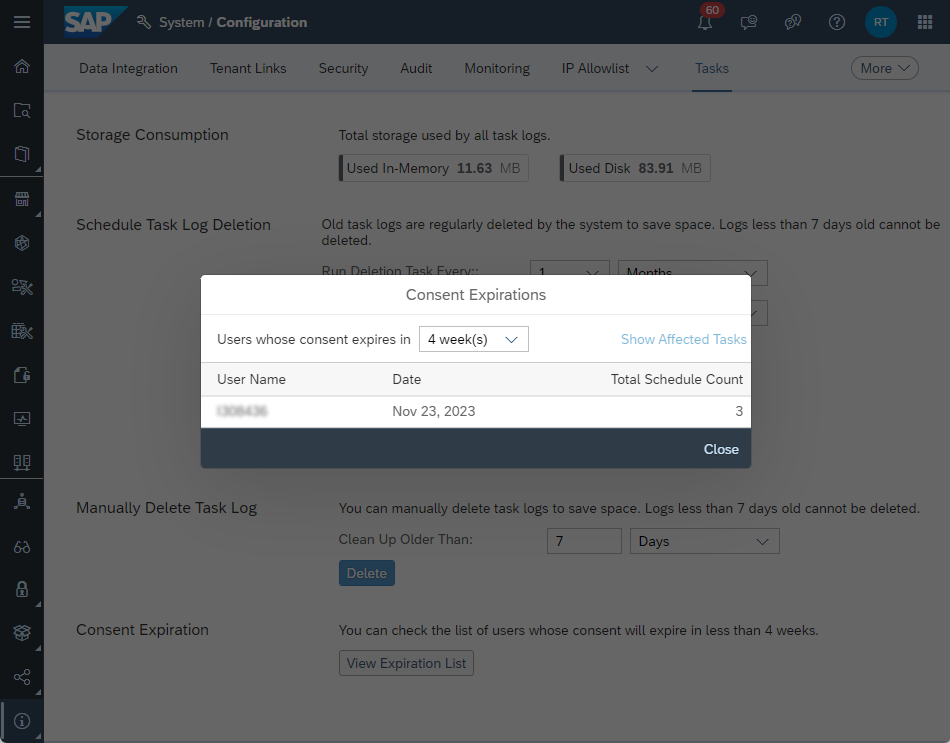 SAP System / Configuration 60 RT
Data Integration Tenant Links Security Audit Monitoring IP Allowlist Tasks More
Storage Consumption Total storage used by all task logs.
Used In-Memory 11.63 MB Used Disk 83.91 MB
Schedule Task Log Deletion Old task logs are regularly deleted by the system to save space. Logs less than 7 days old cannot be
deleted.
Run Deletion Task Every:: 1 Months
Consent Expirations
Users whose consent expires in 4 week(s) Show Affected Tasks
User Name Date Total Schedule Count
Nov 23, 2023 3
Close
Manually Delete Task Log You can manually delete task logs to save space. Logs less than 7 days old cannot be deleted.
Clean Up Older Than: 7 Days
Delete
Consent Expiration You can check the list of users whose consent will expire in less than 4 weeks.
View Expiration List